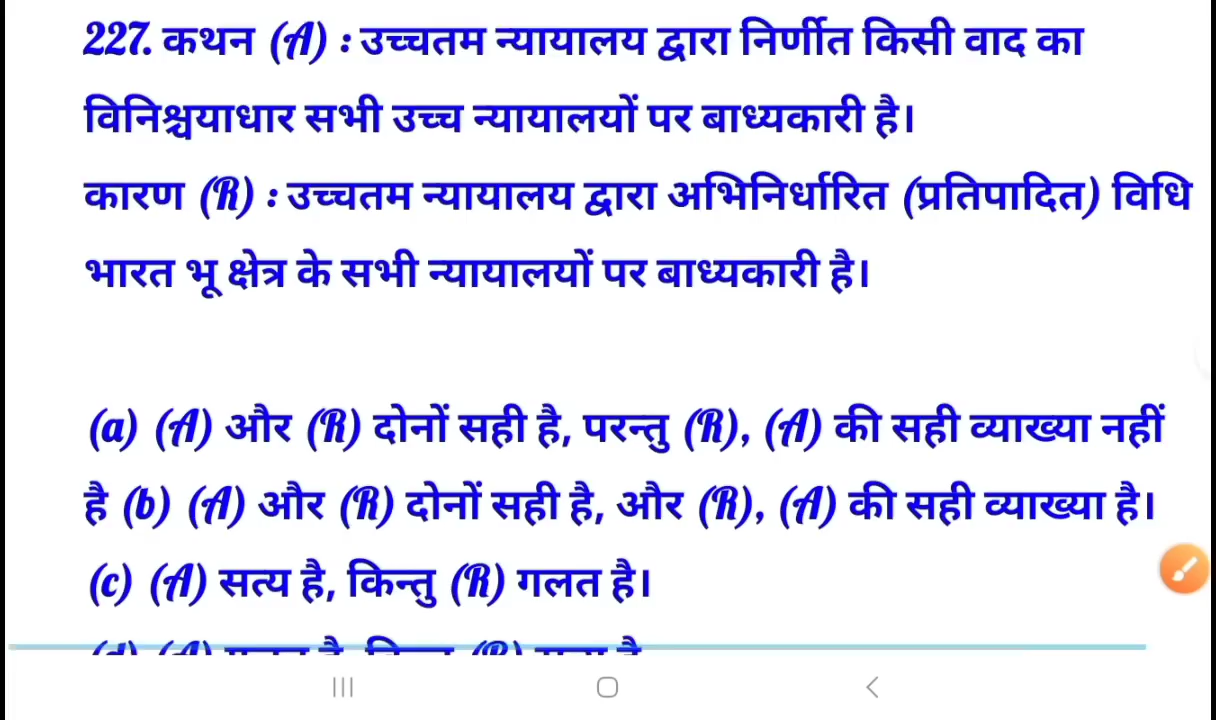 227. कथन (A) : उच्चतम न्यायालय द्वारा निर्णीत किसी वाद का
विनिश्चयाधार सभी उच्च न्यायालयों पर बाध्यकारी है।
कारण (R) : उच्चतम न्यायालय द्वारा अभिनिर्धारित (प्रतिपादित) विधि
भारत भू क्षेत्र के सभी न्यायालयों पर बाध्यकारी है।
(a) (A) और (R) दोनों सही है, परन्तु (R), (A) की सही व्याख्या नहीं
है (b) (A) और (R) दोनों सही है, और (R), (A) की सही व्याख्या है।
(c) (A) सत्य है, किन्तु (R) गलत है।